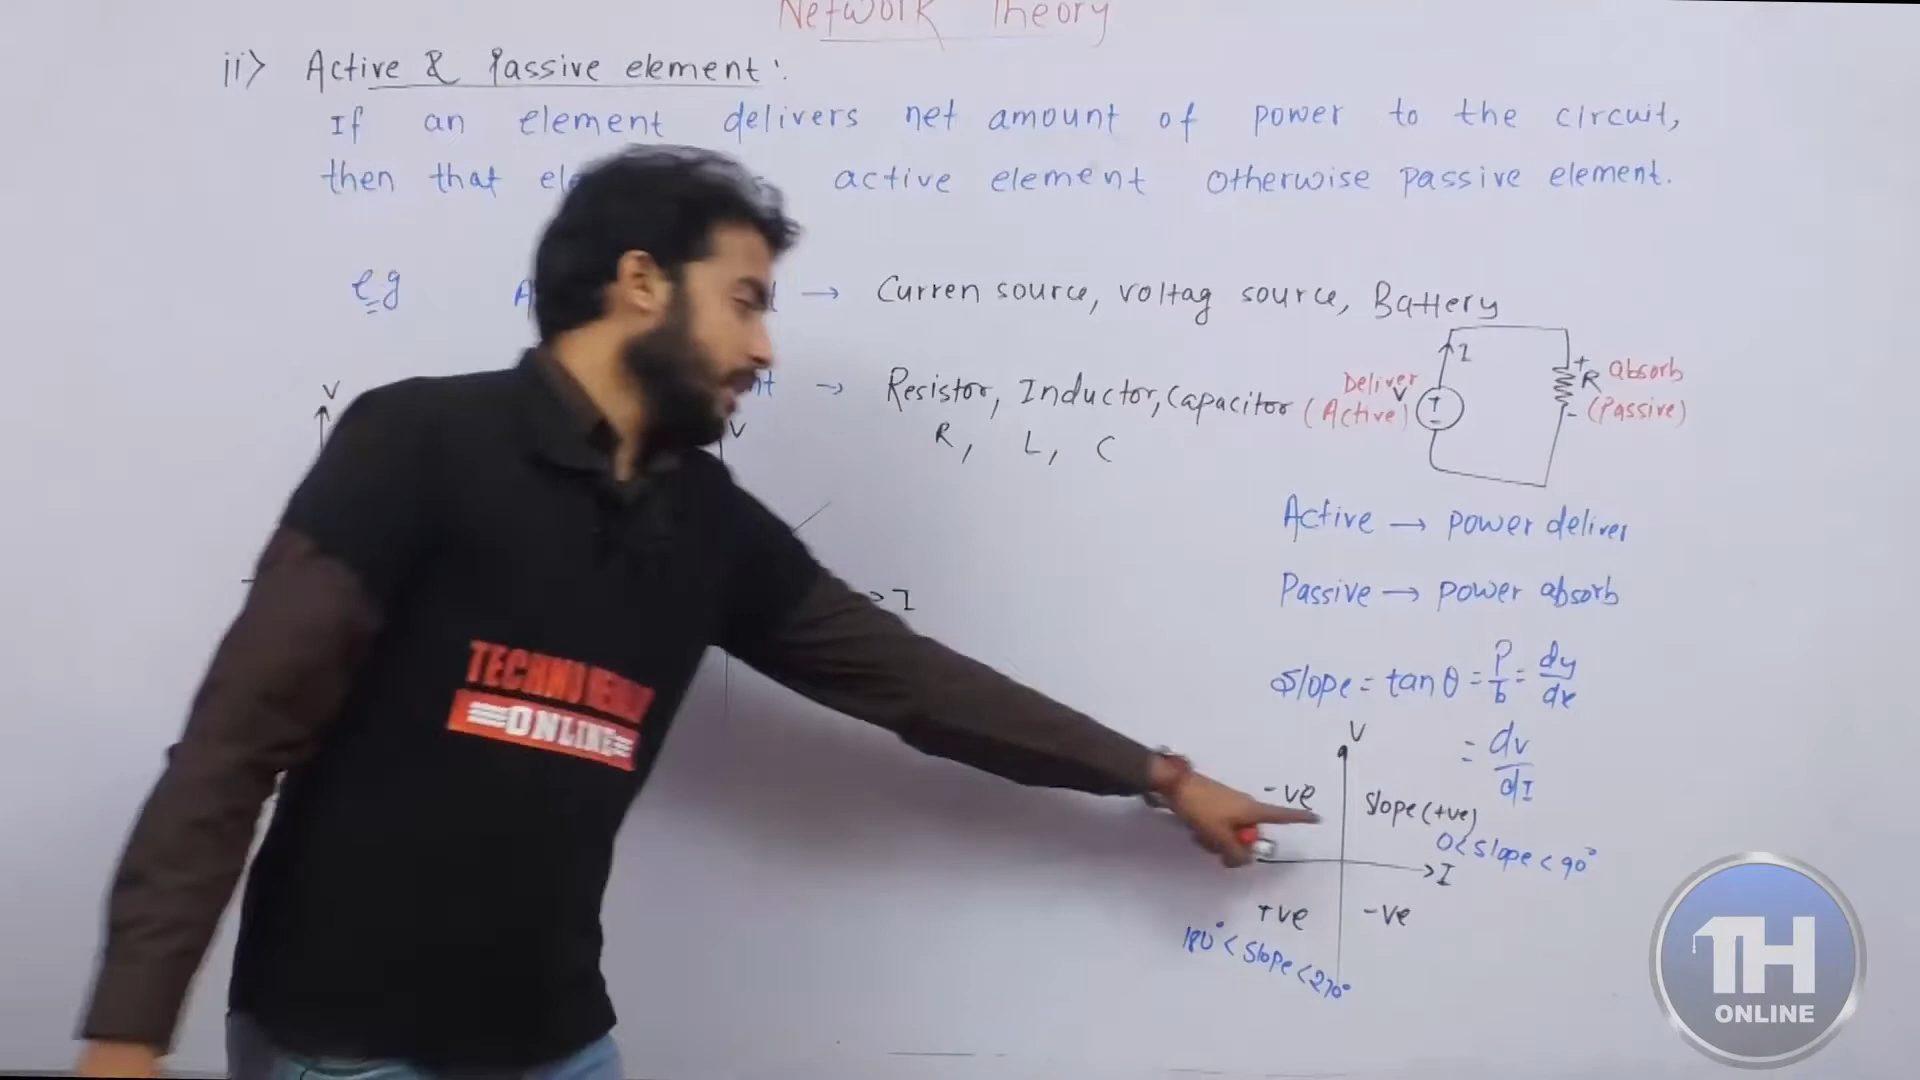 Network Theory
ii> Active & Passive element:
If an element delivers net amount of power to the circuit,
then that active element otherwise passive element.
e.g → Curren source, voltag source, Battery
→ Resistor, Inductor, Capacitor
R, L, C
V
V
I
I
Deliver
V
(Active)
+
-
+
R absorb
- (Passive)
Active → power deliver
Passive → power absorb
Slope = tan θ = P/b = dy/dx
= dv/dI
V
-ve slope (+ve)
0 < slope < 90°
I
+ve -ve
180° < slope < 270°
TECHNO
ONLINE
TH
ONLINE